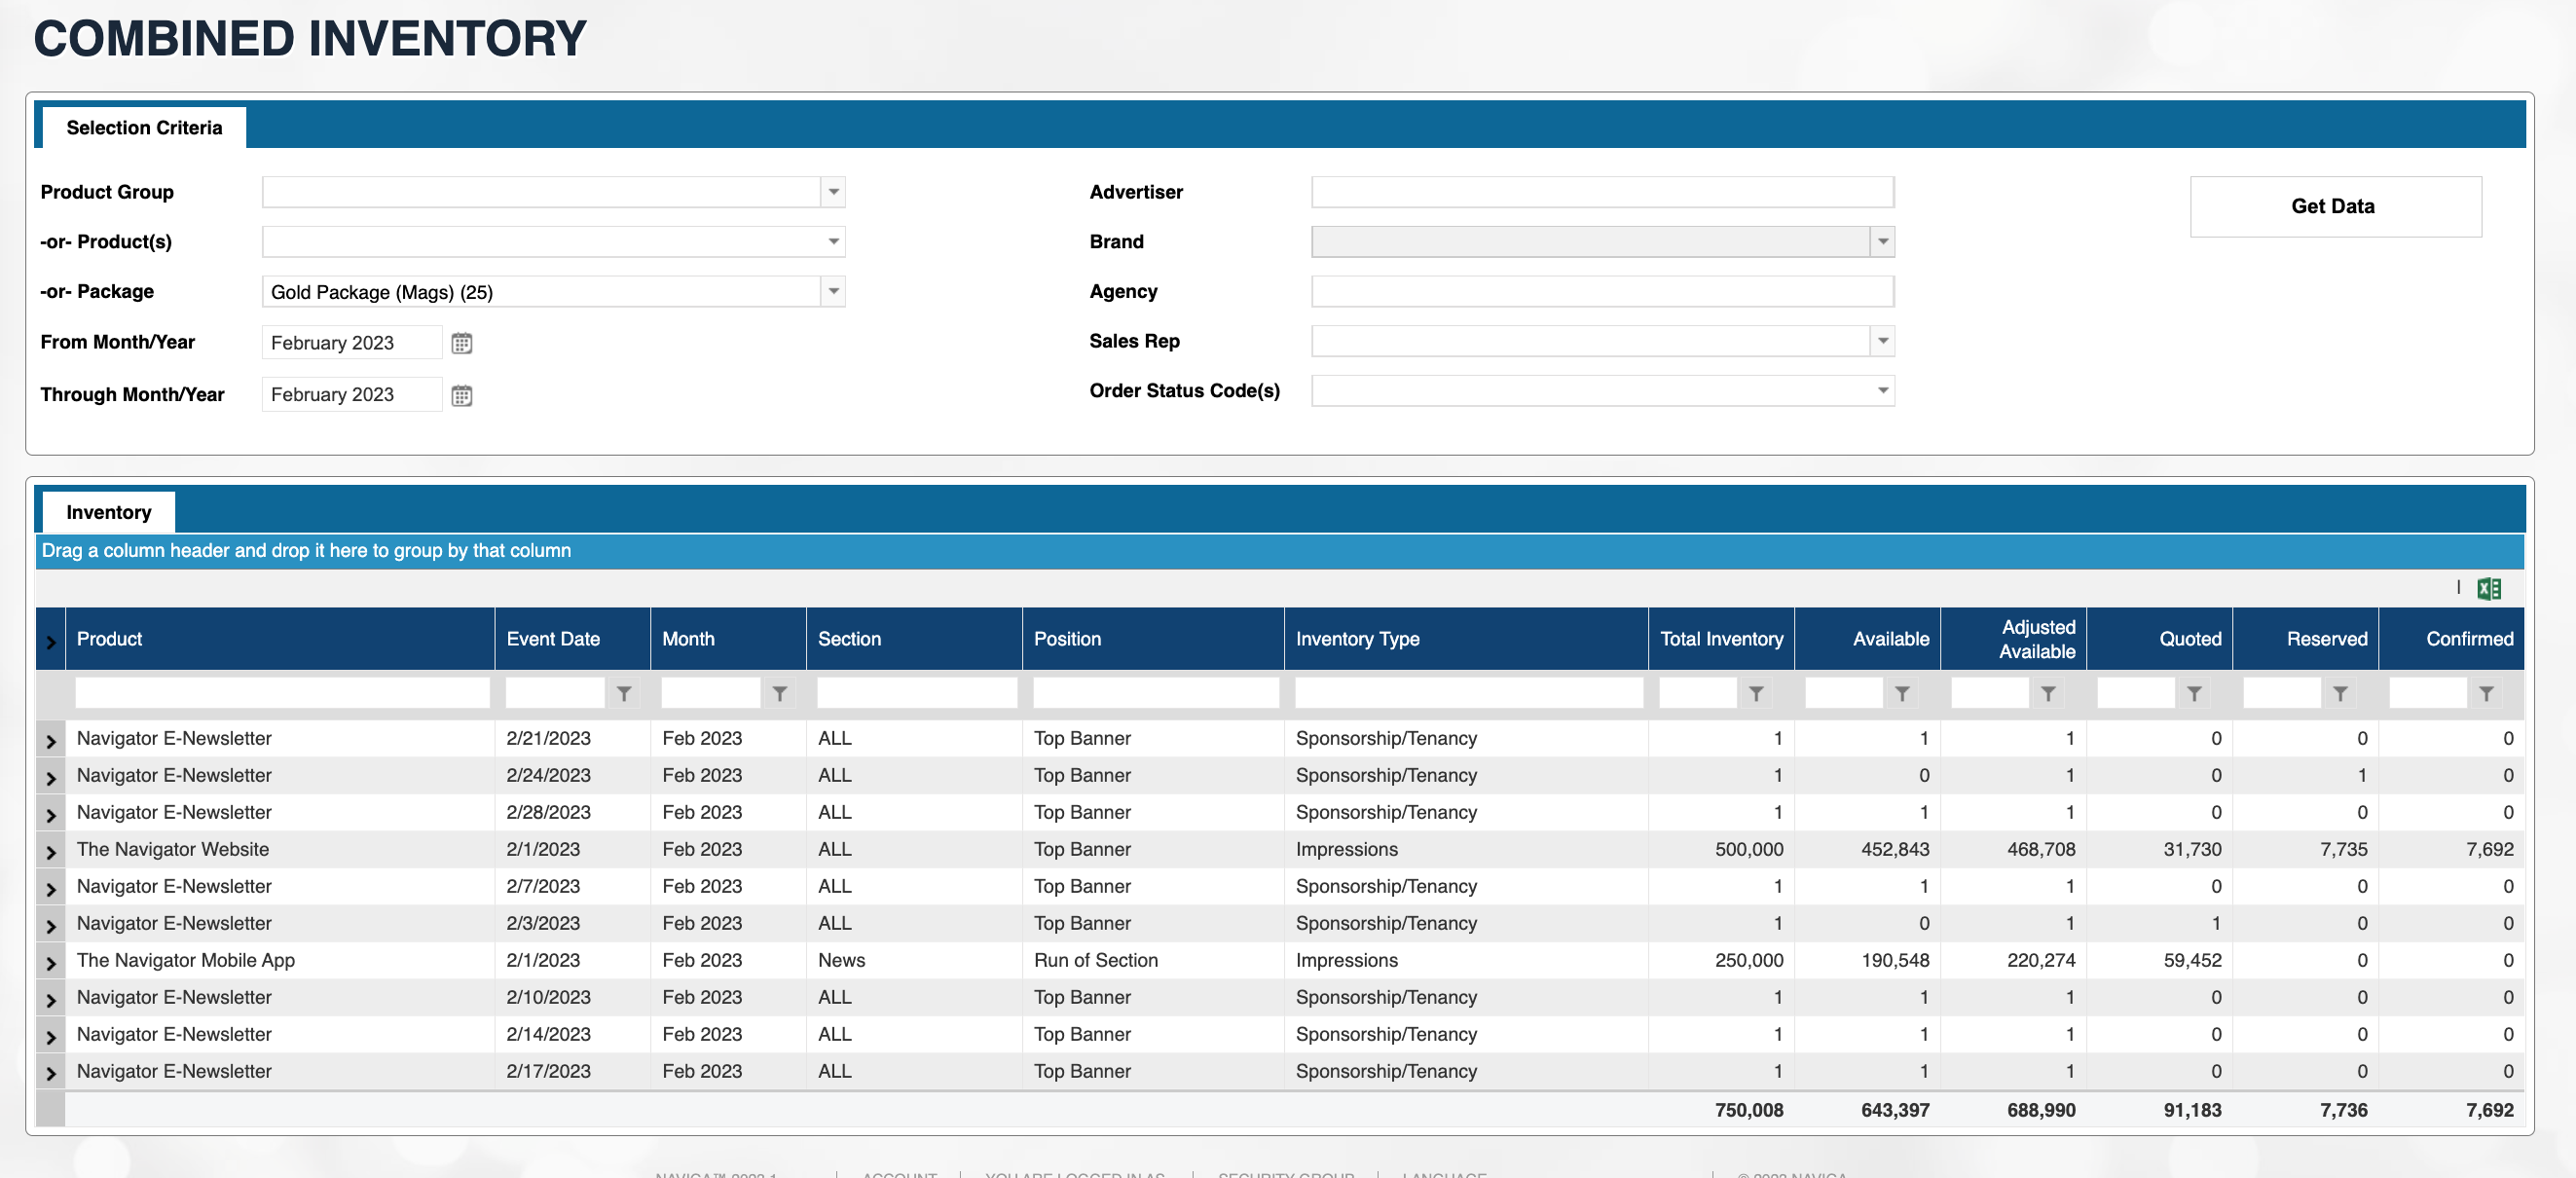 COMBINED INVENTORY
Selection Criteria
Product Group
-or- Product(s)
-or- Package Gold Package (Mags) (25)
From Month/Year February 2023
Through Month/Year February 2023
Advertiser
Brand
Agency
Sales Rep
Order Status Code(s)
Get Data
Inventory
Drag a column header and drop it here to group by that column
Product Event Date Month Section Position Inventory Type Total Inventory Available Adjusted Available Quoted Reserved Confirmed
Navigator E-Newsletter 2/21/2023 Feb 2023 ALL Top Banner Sponsorship/Tenancy 1 1 1 0 0 0
Navigator E-Newsletter 2/24/2023 Feb 2023 ALL Top Banner Sponsorship/Tenancy 1 0 1 0 1 0
Navigator E-Newsletter 2/28/2023 Feb 2023 ALL Top Banner Sponsorship/Tenancy 1 1 1 0 0 0
The Navigator Website 2/1/2023 Feb 2023 ALL Top Banner Impressions 500,000 452,843 468,708 31,730 7,735 7,692
Navigator E-Newsletter 2/7/2023 Feb 2023 ALL Top Banner Sponsorship/Tenancy 1 1 1 0 0 0
Navigator E-Newsletter 2/3/2023 Feb 2023 ALL Top Banner Sponsorship/Tenancy 1 0 1 1 0 0
The Navigator Mobile App 2/1/2023 Feb 2023 News Run of Section Impressions 250,000 190,548 220,274 59,452 0 0
Navigator E-Newsletter 2/10/2023 Feb 2023 ALL Top Banner Sponsorship/Tenancy 1 1 1 0 0 0
Navigator E-Newsletter 2/14/2023 Feb 2023 ALL Top Banner Sponsorship/Tenancy 1 1 1 0 0 0
Navigator E-Newsletter 2/17/2023 Feb 2023 ALL Top Banner Sponsorship/Tenancy 1 1 1 0 0 0
750,008 643,397 688,990 91,183 7,736 7,692
ACCOUNT | YOU ARE LOGGED IN AS | SECURITY GROUP | LANGUAGE